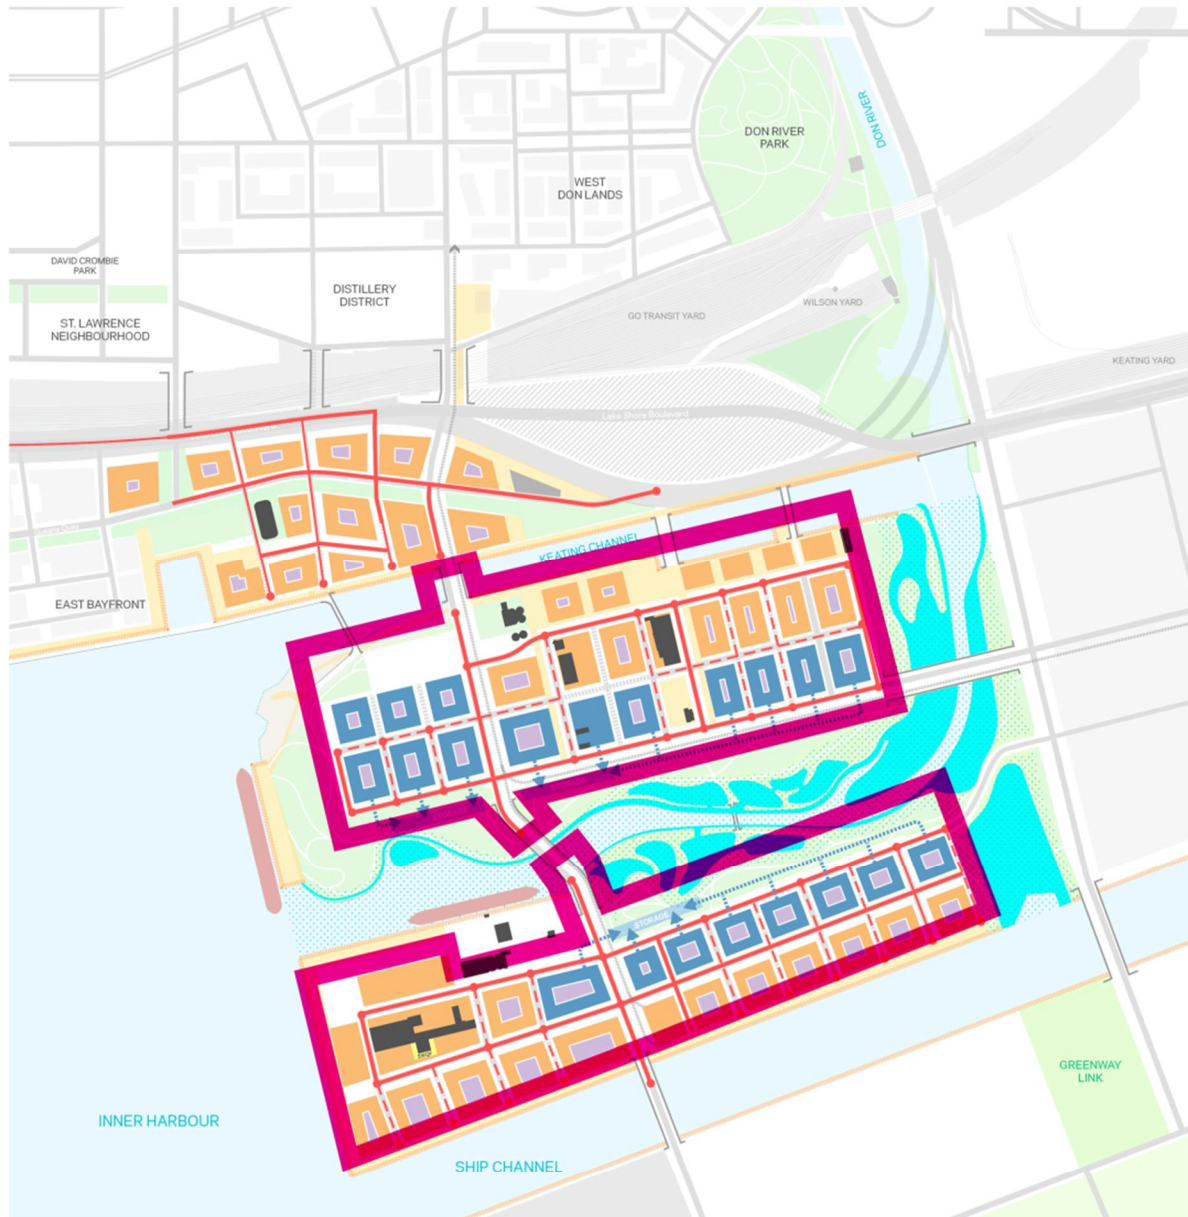 DON RIVER
DON RIVER
PARK
WEST
DON LANDS
DAVID CROMBIE
PARK
DISTILLERY
DISTRICT
ST. LAWRENCE
NEIGHBOURHOOD
GO TRANSIT YARD
WILSON YARD
KEATING YARD
Lake Shore Boulevard
KEATING CHANNEL
EAST BAYFRONT
STORAGE
GREENWAY
LINK
INNER HARBOUR
SHIP CHANNEL